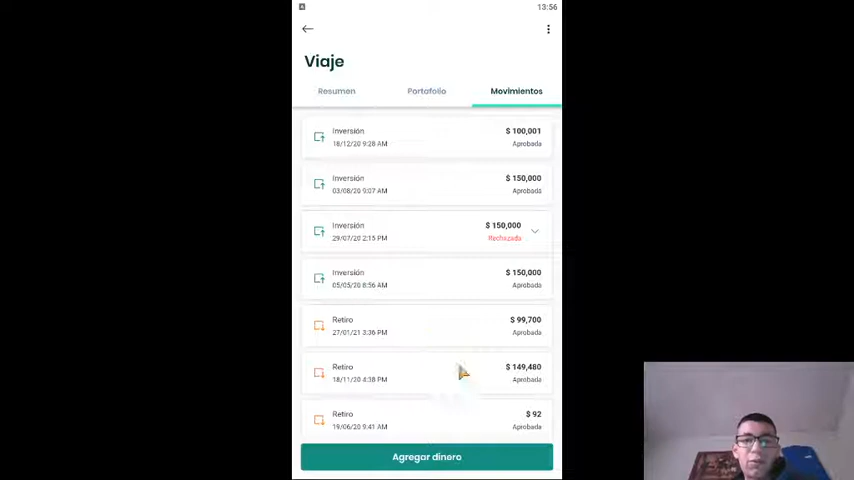 13:56
Viaje
Resumen Portafolio Movimientos
Inversión $ 100,001
18/12/20 9:28 AM Aprobada
Inversión $ 150,000
03/08/20 9:07 AM Aprobada
Inversión $ 150,000
29/07/20 2:15 PM Rechazada
Inversión $ 150,000
05/05/20 8:56 AM Aprobada
Retiro $ 99,700
27/01/21 3:36 PM Aprobada
Retiro $ 149,480
18/11/20 4:38 PM Aprobada
Retiro $ 92
19/06/20 9:41 AM Aprobada
Agregar dinero